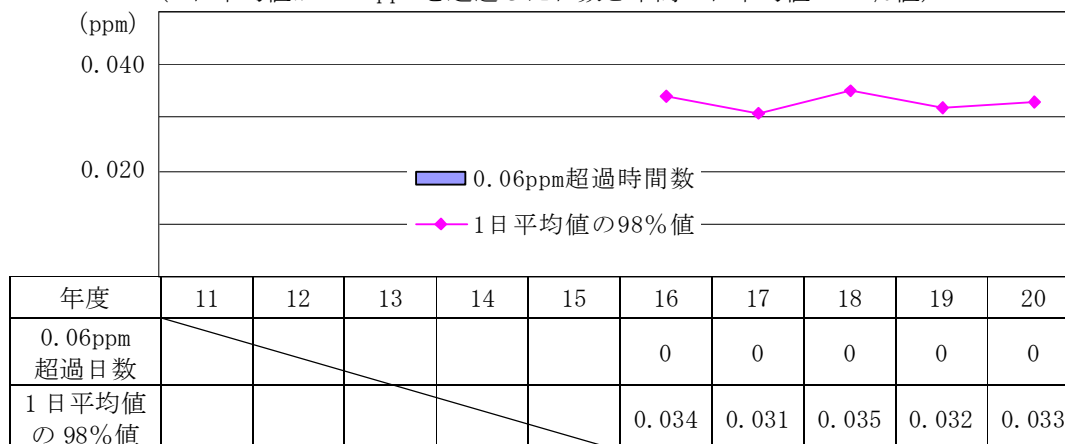 (ppm)
0.040
0.020
0.06ppm超過時間数
1日平均値の98%値
年度 11 12 13 14 15 16 17 18 19 20
0.06ppm
超過日数 0 0 0 0 0
1日平均値
の98%値 0.034 0.031 0.035 0.032 0.033